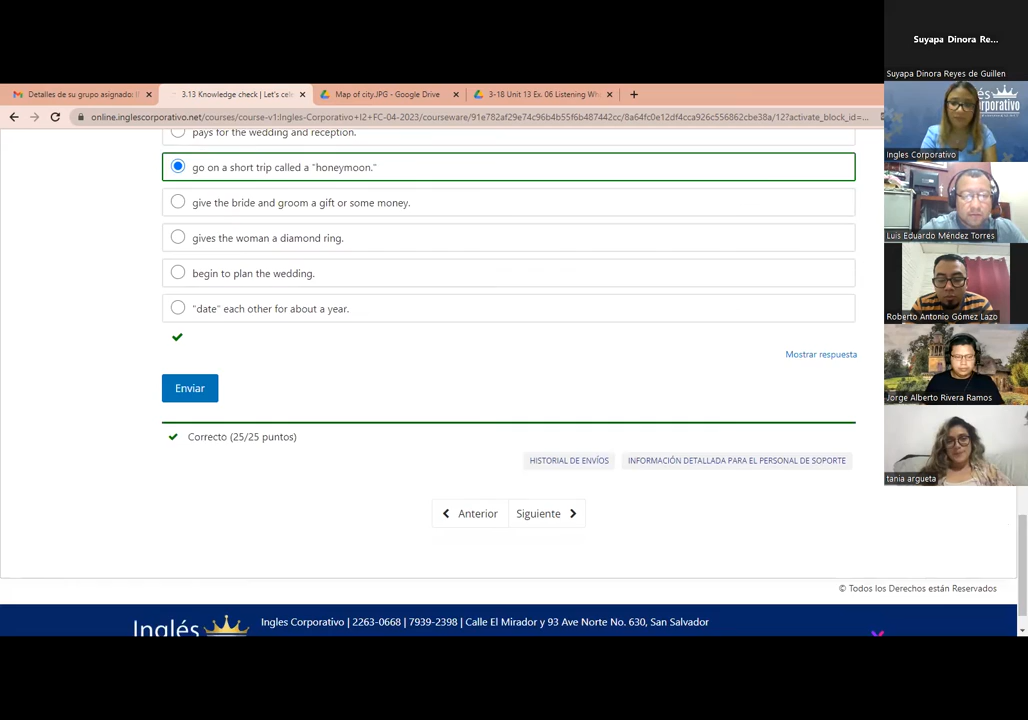 Suyapa Dinora Re...
Suyapa Dinora Reyes de Guillen
Detalles de su grupo asignado: (
3.13 Knowledge check | Let's cel
Map of city.JPG - Google Drive
3-18 Unit 13 Ex. 06 Listening Wh
online.inglescorporativo.net/courses/course-v1:Ingles-Corporativo+I2+FC-04-2023/courseware/91e782af29e74c96b4b55f6b487442cc/8a64fc0e12df4cca926c556862cbe38a/12?activate_block_id=...
Ingles Corporativo
pays for the wedding and reception.
go on a short trip called a "honeymoon."
give the bride and groom a gift or some money.
gives the woman a diamond ring.
begin to plan the wedding.
"date" each other for about a year.
Luis Eduardo Méndez Torres
Roberto Antonio Gómez Lazo
Jorge Alberto Rivera Ramos
tania argueta
Mostrar respuesta
Enviar
Correcto (25/25 puntos)
HISTORIAL DE ENVÍOS
INFORMACIÓN DETALLADA PARA EL PERSONAL DE SOPORTE
Anterior
Siguiente
© Todos los Derechos están Reservados
Inglés
Ingles Corporativo | 2263-0668 | 7939-2398 | Calle El Mirador y 93 Ave Norte No. 630, San Salvador